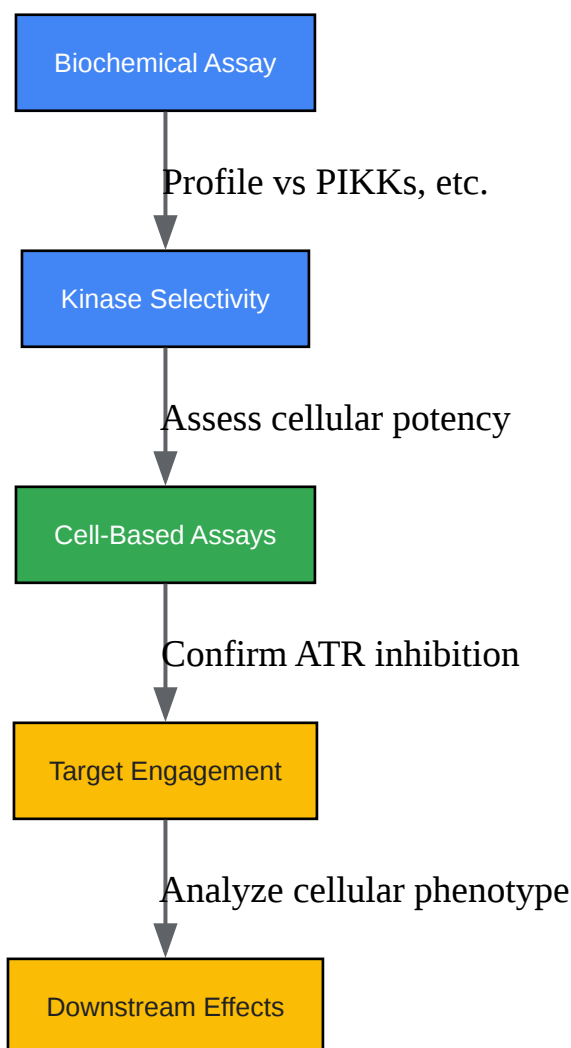 Biochemical Assay
Profile vs PIKKs, etc.
Kinase Selectivity
Assess cellular potency
Cell-Based Assays
Confirm ATR inhibition
Target Engagement
Analyze cellular phenotype
Downstream Effects